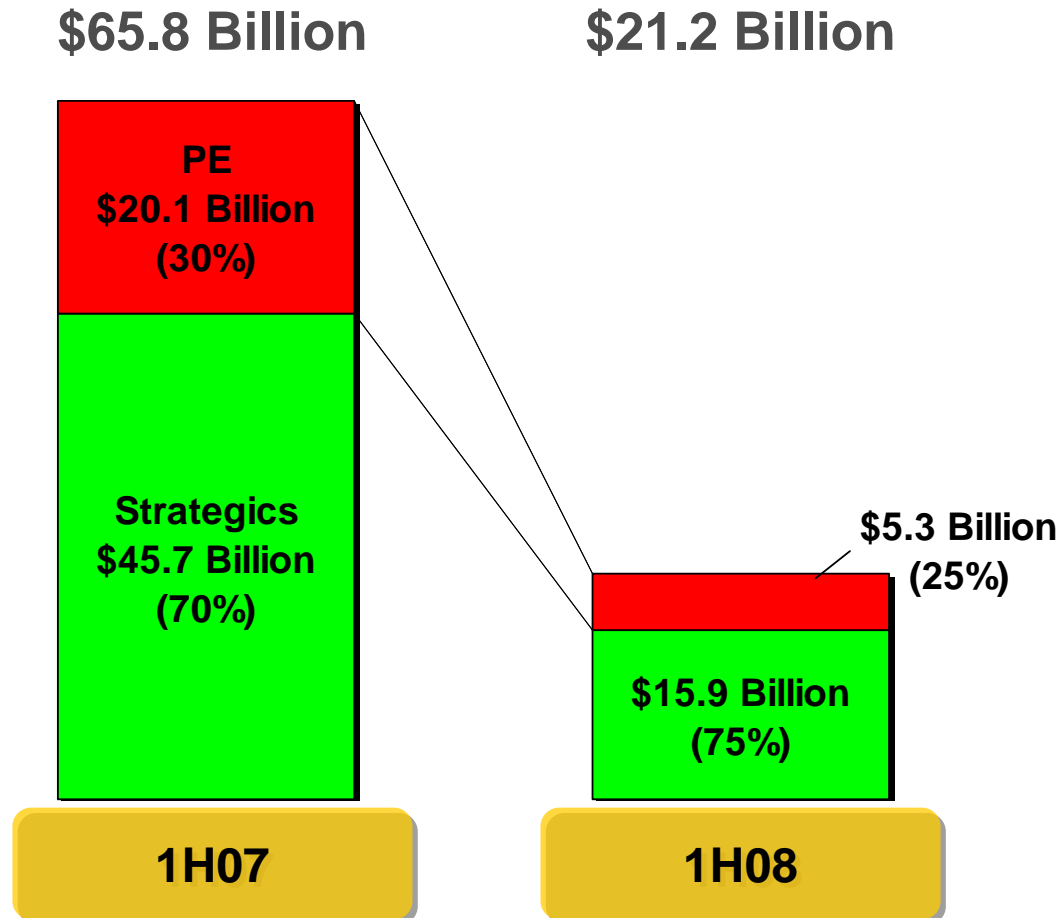 $65.8 Billion
$21.2 Billion
PE
$20.1 Billion
(30%)
Strategics
$45.7 Billion
(70%)
$5.3 Billion
(25%)
$15.9 Billion
(75%)
1H07
1H08